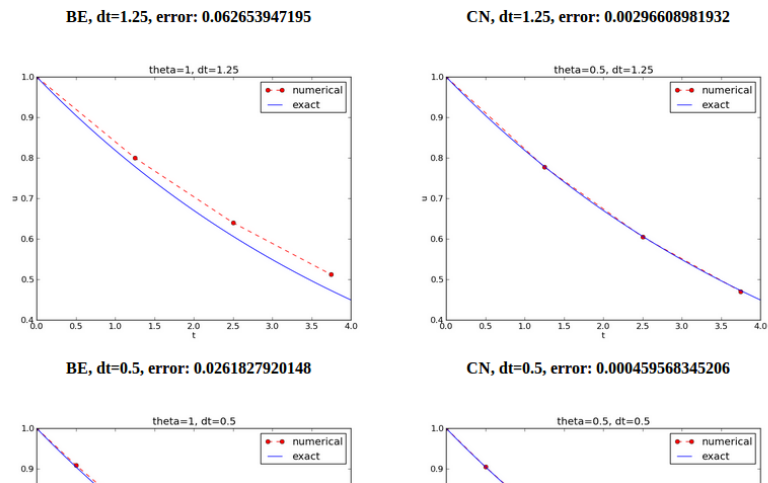 BE, dt=1.25, error: 0.062653947195
CN, dt=1.25, error: 0.00296608981932
theta=1, dt=1.25
numerical
exact
1.0
0.9
0.8
0.7
0.6
0.5
0.4
u
0.0 0.5 1.0 1.5 2.0 2.5 3.0 3.5 4.0
t
theta=0.5, dt=1.25
numerical
exact
1.0
0.9
0.8
0.7
0.6
0.5
0.4
u
0.0 0.5 1.0 1.5 2.0 2.5 3.0 3.5 4.0
t
BE, dt=0.5, error: 0.0261827920148
CN, dt=0.5, error: 0.000459568345206
theta=1, dt=0.5
numerical
exact
1.0
0.9
theta=0.5, dt=0.5
numerical
exact
1.0
0.9